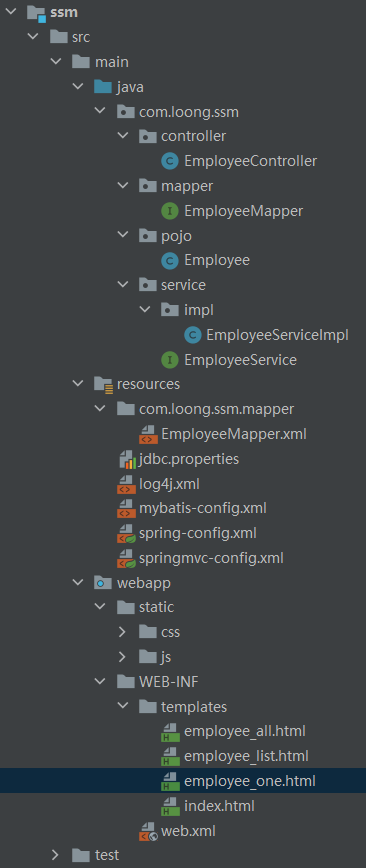 ssm
src
main
java
com.loong.ssm
controller
EmployeeController
mapper
EmployeeMapper
pojo
Employee
service
impl
EmployeeServiceImpl
EmployeeService
resources
com.loong.ssm.mapper
EmployeeMapper.xml
jdbc.properties
log4j.xml
mybatis-config.xml
spring-config.xml
springmvc-config.xml
webapp
static
css
js
WEB-INF
templates
employee_all.html
employee_list.html
employee_one.html
index.html
web.xml
test